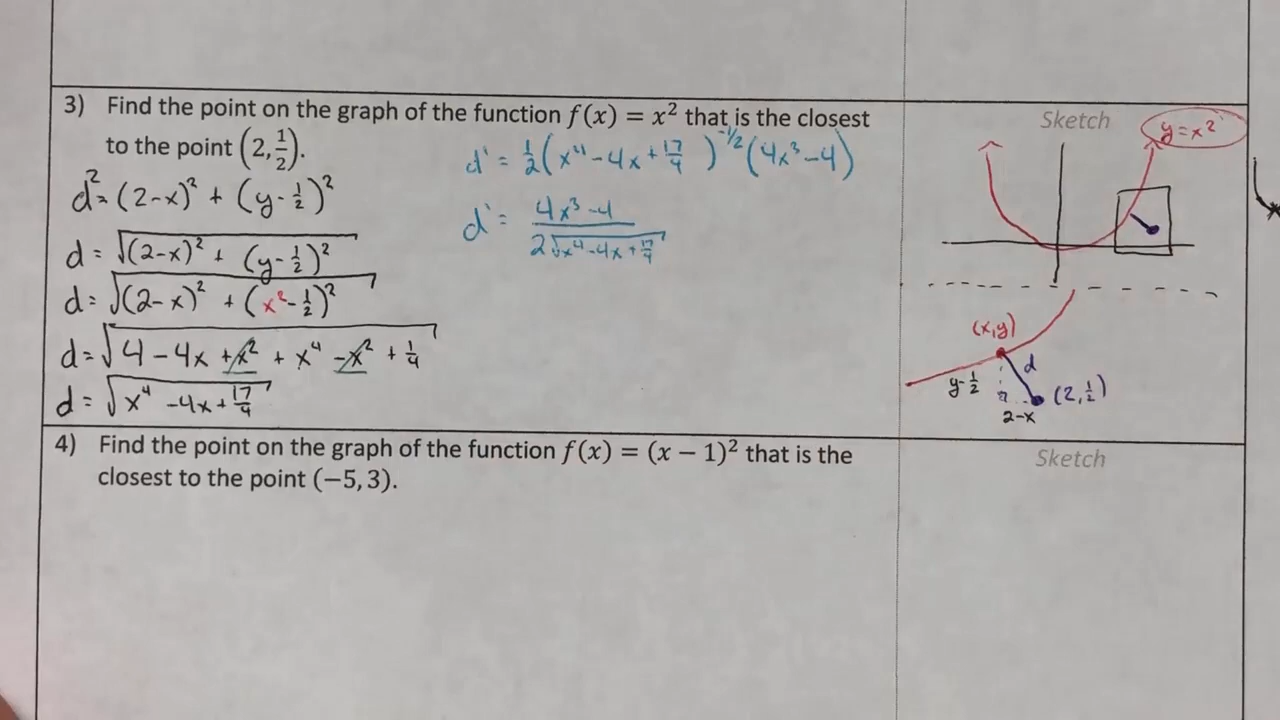 3) Find the point on the graph of the function f(x) = x² that is the closest
to the point (2, 1/2).
d² = (2-x)² + (y - 1/2)²
d = √((2-x)² + (y - 1/2)²)
d = √((2-x)² + (x² - 1/2)²)
d = √(4 - 4x + x² + x⁴ - x² + 1/4)
d = √(x⁴ - 4x + 17/4)
d' = 1/2 (x⁴ - 4x + 17/4)^(-1/2) (4x³ - 4)
d' = (4x³ - 4) / (2√(x⁴ - 4x + 17/4))
Sketch
y = x²
(x,y)
d
y - 1/2
(2, 1/2)
2-x
4) Find the point on the graph of the function f(x) = (x − 1)² that is the
closest to the point (−5, 3).
Sketch